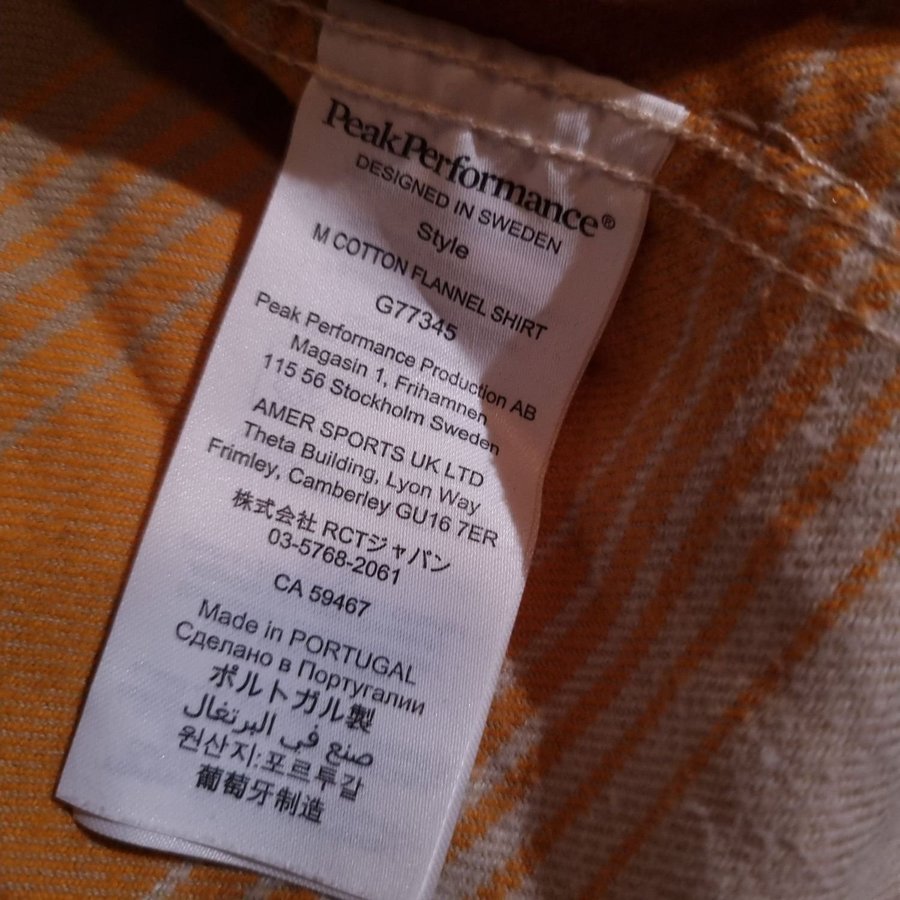 PeakPerformance®
DESIGNED IN SWEDEN
Style
M COTTON FLANNEL SHIRT
G77345
Peak Performance Production AB
Magasin 1, Frihamnen
115 56 Stockholm Sweden
AMER SPORTS UK LTD
Theta Building, Lyon Way
Frimley, Camberley GU16 7ER
株式会社 RCTジャパン
03-5768-2061
CA 59467
Made in PORTUGAL
Сделано в Португалии
ポルトガル製
صنع في البرتغال
원산지:포르투갈
葡萄牙制造